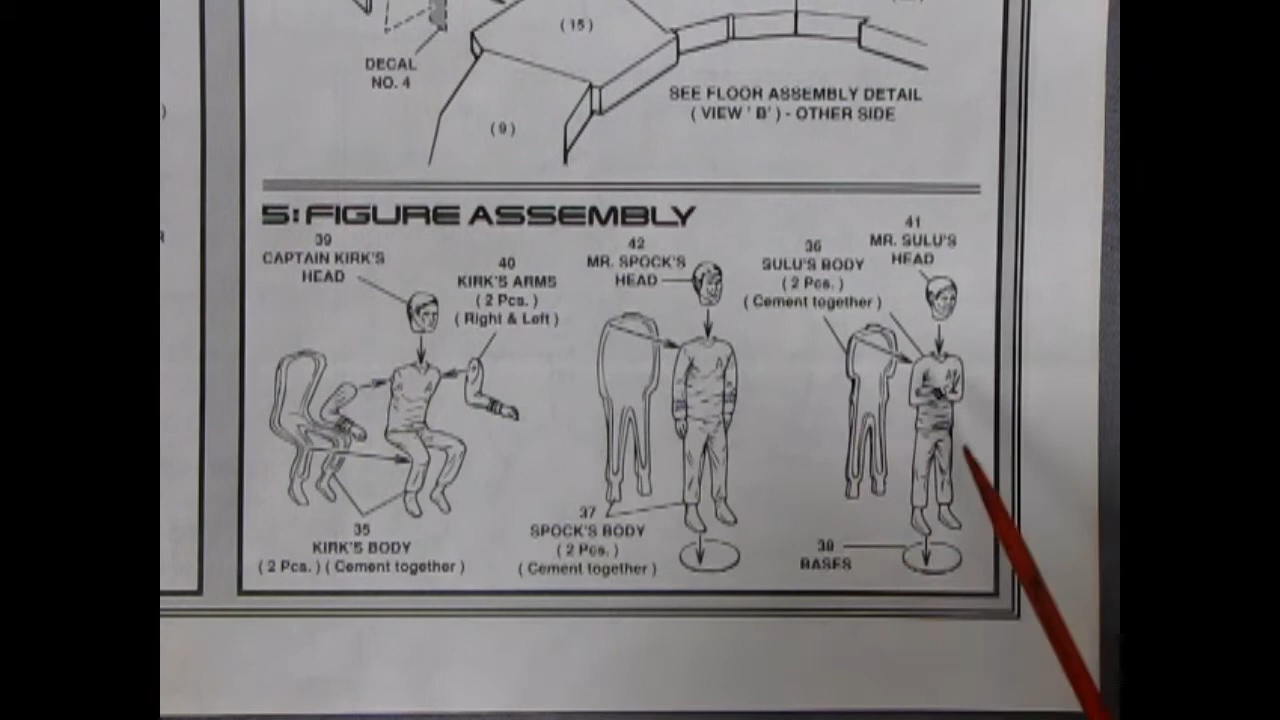 (15)
DECAL
NO. 4
SEE FLOOR ASSEMBLY DETAIL
( VIEW ' B' ) - OTHER SIDE
(9)
5: FIGURE ASSEMBLY
39
CAPTAIN KIRK'S
HEAD
40
KIRK'S ARMS
( 2 Pcs. )
( Right & Left )
42
MR. SPOCK'S
HEAD
36
SULU'S BODY
( 2 Pcs. )
( Cement together )
41
MR. SULU'S
HEAD
35
KIRK'S BODY
( 2 Pcs. ) ( Cement together )
37
SPOCK'S BODY
( 2 Pcs. )
( Cement together )
38
BASES